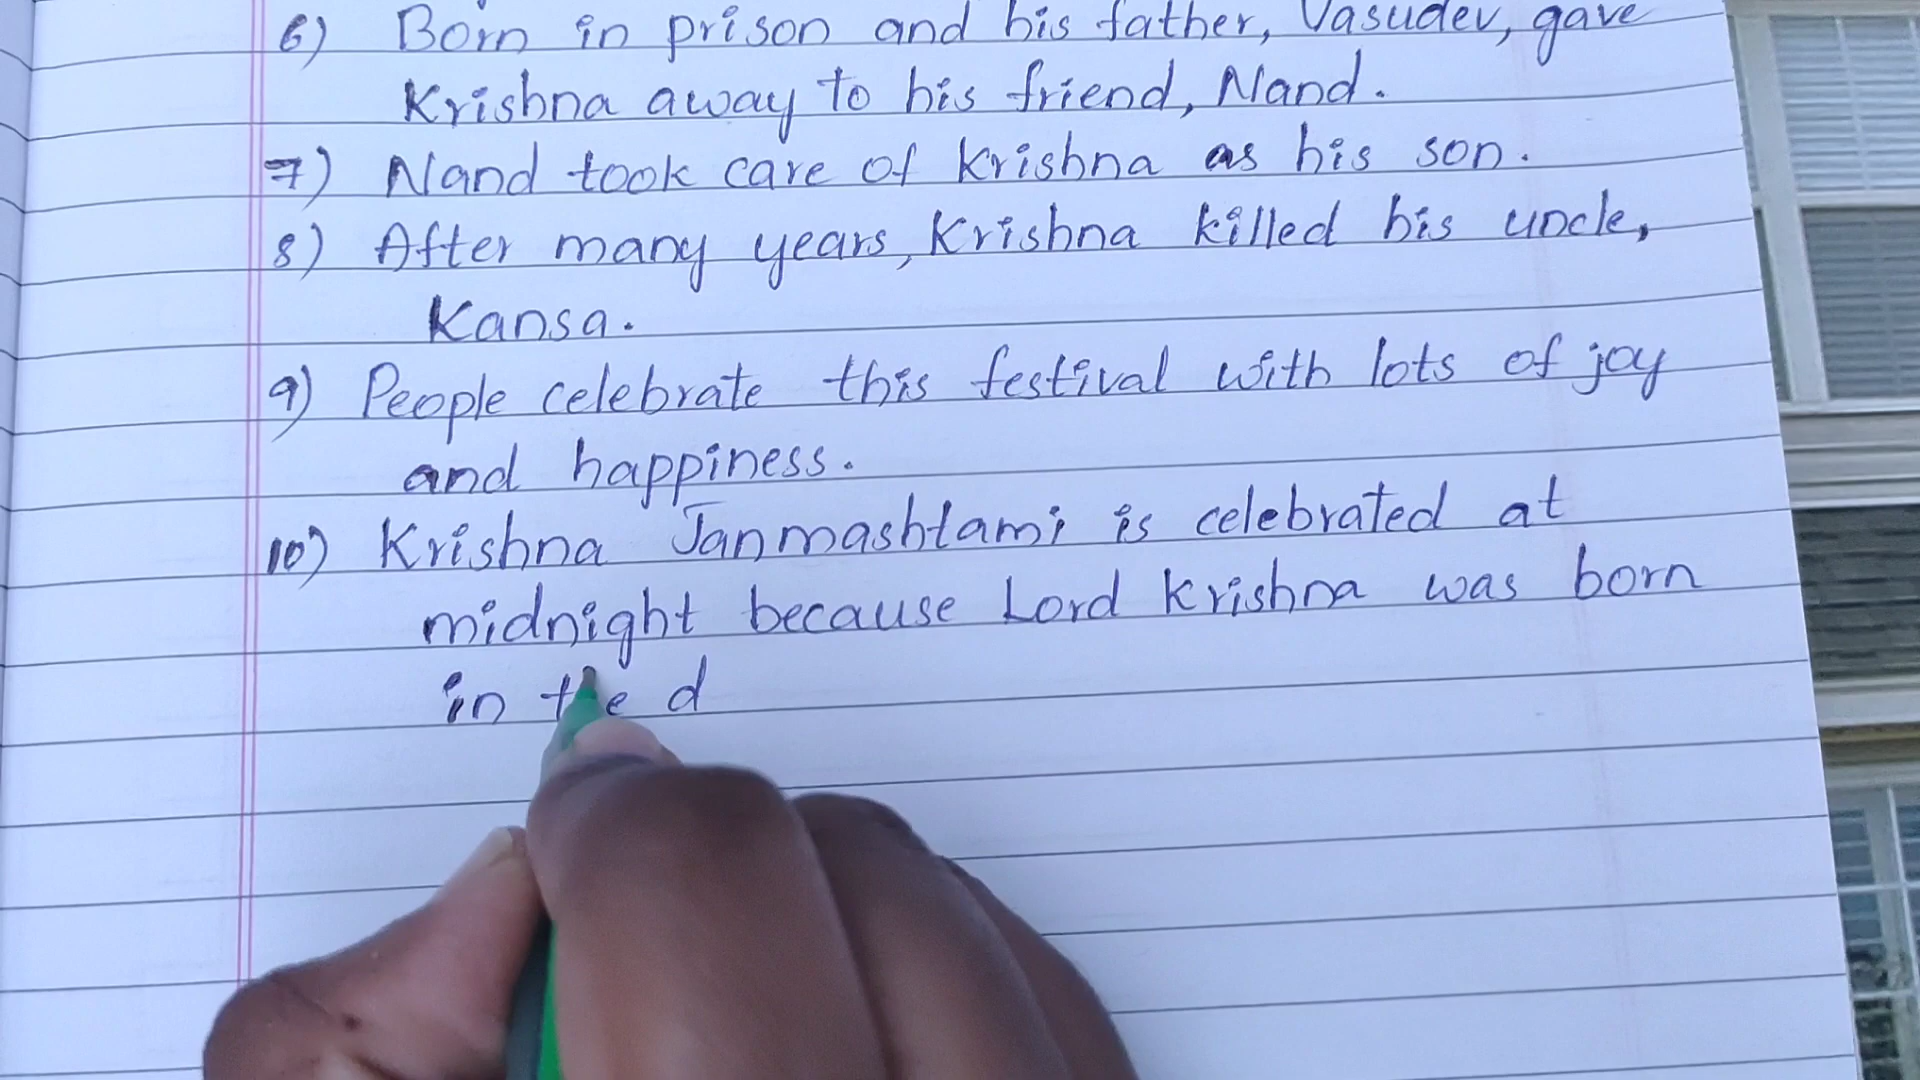 6) Born in prison and his father, Vasudev, gave
Krishna away to his friend, Nand.
7) Nand took care of Krishna as his son.
8) After many years, Krishna killed his uncle,
Kansa.
9) People celebrate this festival with lots of joy
and happiness.
10) Krishna Janmashtami is celebrated at
midnight because Lord Krishna was born
in the d